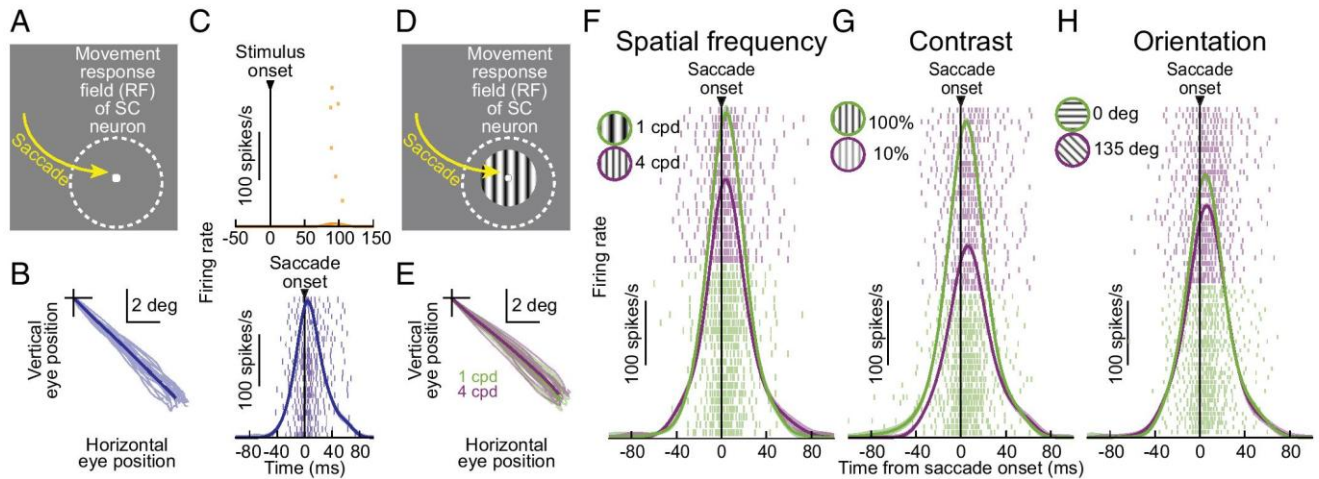 A
Movement
response
field (RF)
of SC
neuron
Saccade
B
Vertical
eye position
2 deg
Horizontal
eye position
C
Stimulus
onset
100 spikes/s
-50 0 50 100 150
Firing rate
Saccade
onset
100 spikes/s
-80 -40 0 40 80
Time (ms)
D
Movement
response
field (RF)
of SC
neuron
Saccade
E
Vertical
eye position
2 deg
1 cpd
4 cpd
Horizontal
eye position
F
Spatial frequency
Saccade
onset
1 cpd
4 cpd
Firing rate
100 spikes/s
-80 -40 0 40 80
G
Contrast
Saccade
onset
100%
10%
100 spikes/s
-80 -40 0 40 80
Time from saccade onset (ms)
H
Orientation
Saccade
onset
0 deg
135 deg
100 spikes/s
-80 -40 0 40 80